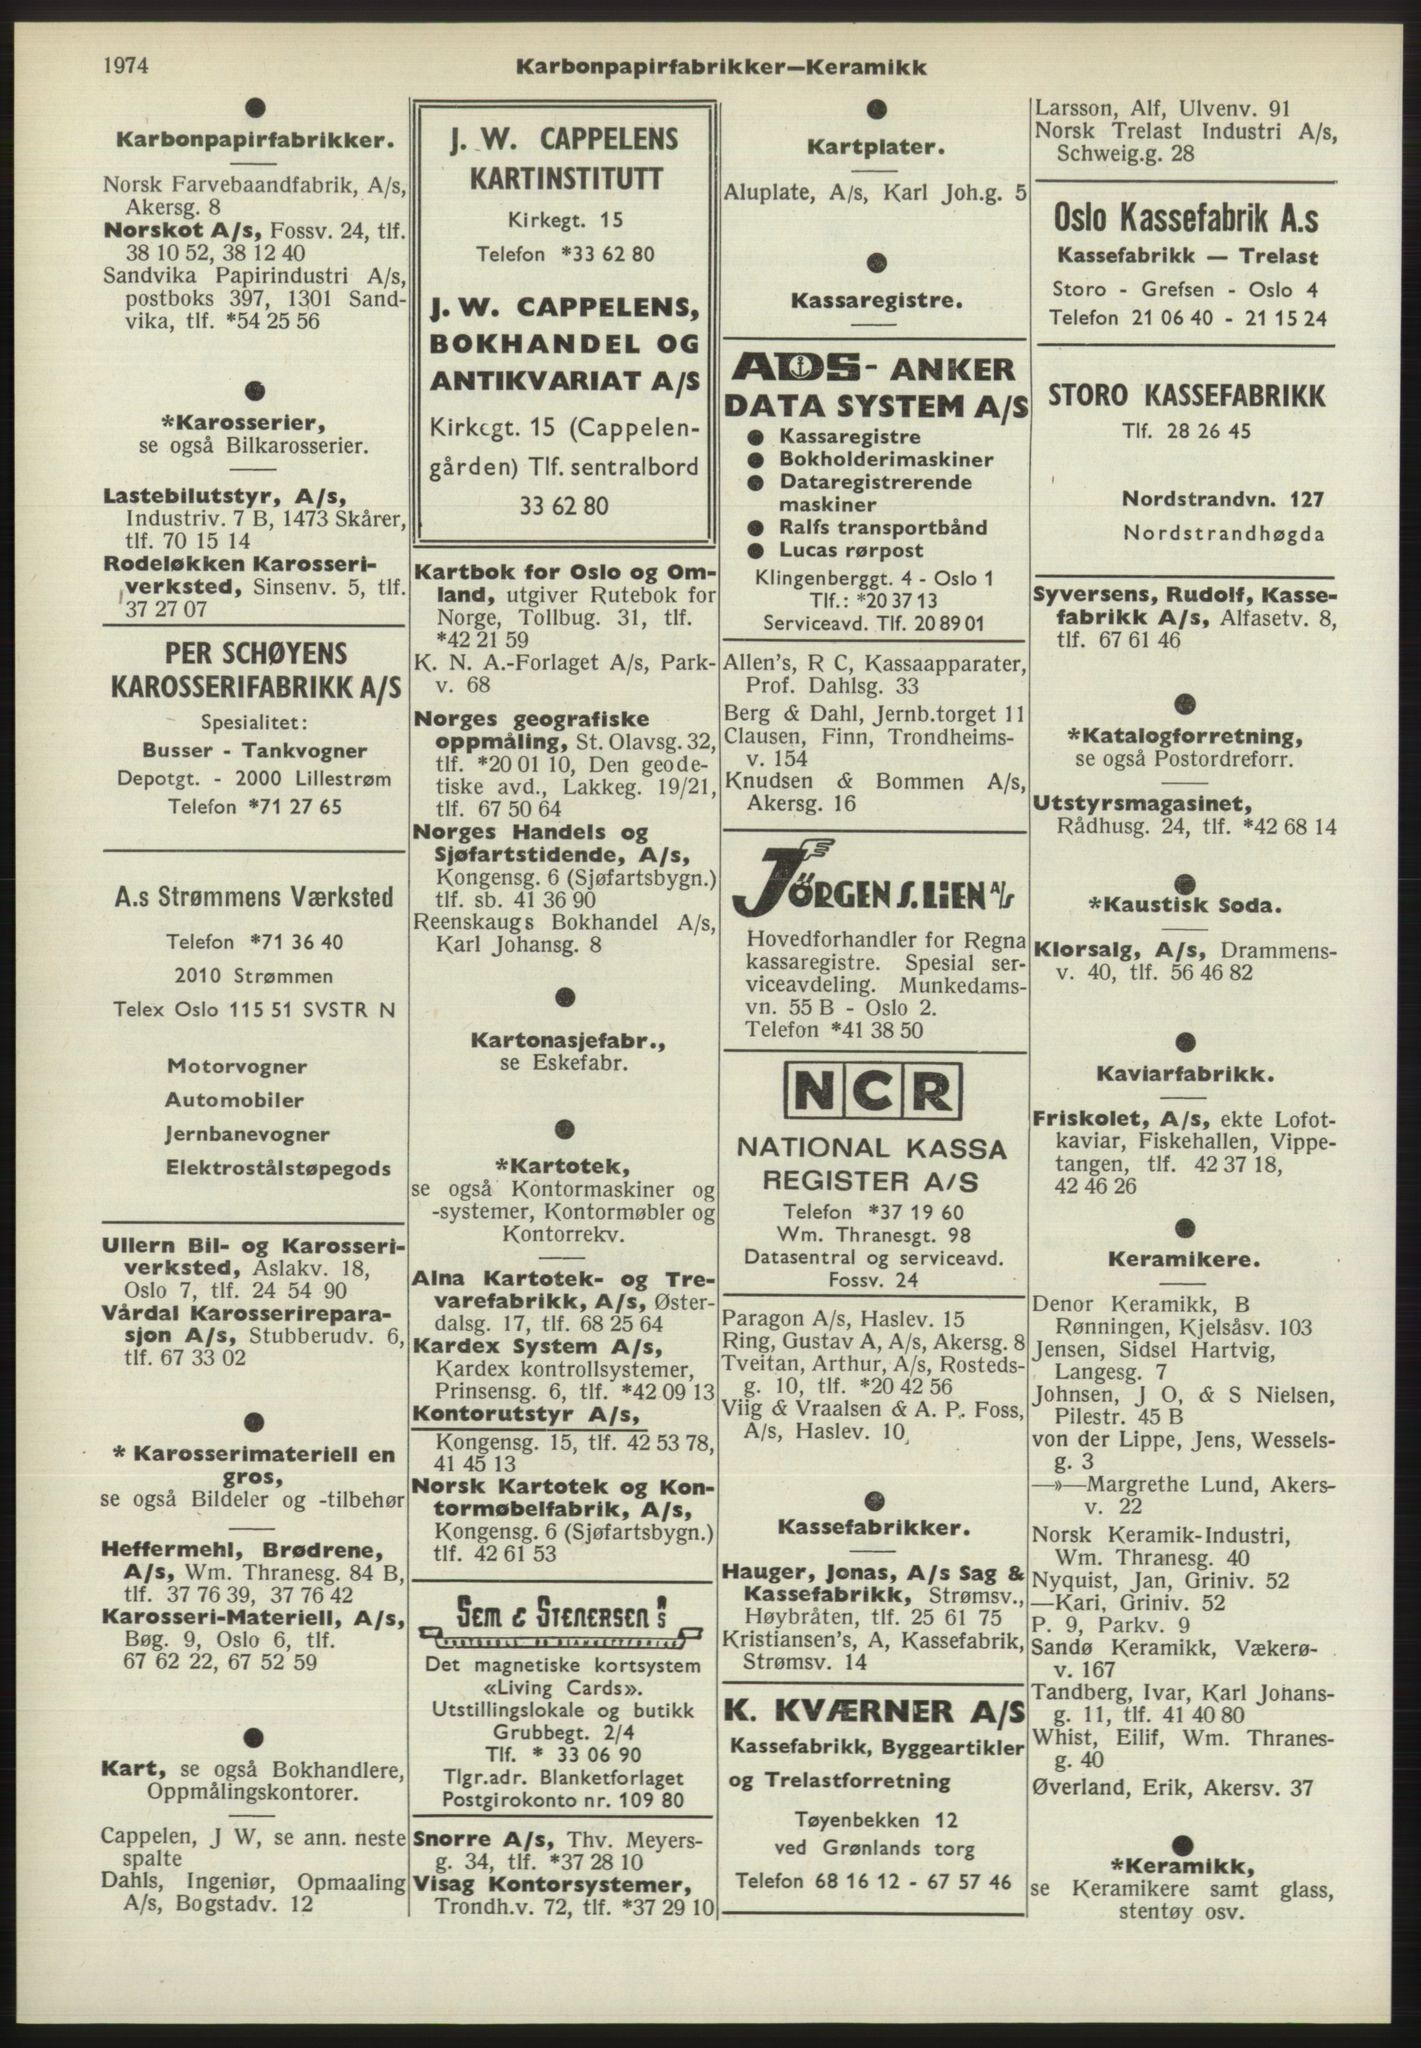 1974
Karbonpapirfabrikker—Keramikk
Karbonpapirfabrikker.
Norsk Farvebaandfabrik, A/s,
Akersg. 8
Norskot A/s, Fossv. 24, tlf.
38 10 52, 38 12 40
Sandvika Papirindustri A/s,
postboks 397, 1301 Sand-
vika, tlf. *54 25 56
*Karosserier,
se også Bilkarosserier.
Lastebilutstyr, A/s,
Industriv. 7 B, 1473 Skårer,
tlf. 70 15 14
Rodeløkken Karosseri-
verksted, Sinsenv. 5, tlf.
37 27 07
PER SCHØYENS
KAROSSERIFABRIKK A/S
Spesialitet:
Busser - Tankvogner
Depotgt. - 2000 Lillestrøm
Telefon *71 27 65
A.s Strømmens Værksted
Telefon *71 36 40
2010 Strømmen
Telex Oslo 115 51 SVSTR N
Motorvogner
Automobiler
Jernbanevogner
Elektrostålstøpegods
Ullern Bil- og Karosseri-
verksted, Aslakv. 18,
Oslo 7, tlf. 24 54 90
Vårdal Karosserirepara-
sjon A/s, Stubberudv. 6,
tlf. 67 33 02
* Karosserimateriell en
gros,
se også Bildeler og -tilbehør
Heffermehl, Brødrene,
A/s, Wm. Thranesg. 84 B,
tlf. 37 76 39, 37 76 42
Karosseri-Materiell, A/s,
Bøg. 9, Oslo 6, tlf.
67 62 22, 67 52 59
Kart, se også Bokhandlere,
Oppmålingskontorer.
Cappelen, J W, se ann. neste
spalte
Dahls, Ingeniør, Opmaaling
A/s, Bogstadv. 12
J. W. CAPPELENS
KARTINSTITUTT
Kirkegt. 15
Telefon *33 62 80
J. W. CAPPELENS,
BOKHANDEL OG
ANTIKVARIAT A/S
Kirkegt. 15 (Cappelen-
gården) Tlf. sentralbord
33 62 80
Kartbok for Oslo og Om-
land, utgiver Rutebok for
Norge, Tollbug. 31, tlf.
*42 21 59
K. N. A.-Forlaget A/s, Park-
v. 68
Norges geografiske
oppmåling, St. Olavsg. 32,
tlf. *20 01 10, Den geode-
tiske avd., Lakkeg. 19/21,
tlf. 67 50 64
Norges Handels og
Sjøfartstidende, A/s,
Kongensg. 6 (Sjøfartsbygn.)
tlf. sb. 41 36 90
Reenskaugs Bokhandel A/s,
Karl Johansg. 8
Kartonasjefabr.,
se Eskefabr.
*Kartotek,
se også Kontormaskiner og
-systemer, Kontormøbler og
Kontorrekv.
Alna Kartotek- og Tre-
varefabrikk, A/s, Øster-
dalsg. 17, tlf. 68 25 64
Kardex System A/s,
Kardex kontrollsystemer,
Prinsensg. 6, tlf. *42 09 13
Kontorutstyr A/s,
Kongensg. 15, tlf. 42 53 78,
41 45 13
Norsk Kartotek og Kon-
tormøbelfabrik, A/s,
Kongensg. 6 (Sjøfartsbygn.)
tlf. 42 61 53
SEM & STENERSEN A/S
PROTOKOLL OG BLANKETTFORLAG
Det magnetiske kortsystem
«Living Cards».
Utstillingslokale og butikk
Grubbegt. 2/4
Tlf. * 33 06 90
Tlgr.adr. Blanketforlaget
Postgirokonto nr. 109 80
Snorre A/s, Thv. Meyers-
g. 34, tlf. *37 28 10
Visag Kontorsystemer,
Trondh.v. 72, tlf. *37 29 10
Kartplater.
Aluplate, A/s, Karl Joh.g. 5
Kassaregistre.
ADS- ANKER
DATA SYSTEM A/S
● Kassaregistre
● Bokholderimaskiner
● Dataregistrerende
maskiner
● Ralfs transportbånd
● Lucas rørpost
Klingenberggt. 4 - Oslo 1
Tlf.: *20 37 13
Serviceavd. Tlf. 20 89 01
Allen's, R C, Kassaapparater,
Prof. Dahlsg. 33
Berg & Dahl, Jernb.torget 11
Clausen, Finn, Trondheims-
v. 154
Knudsen & Bommen A/s,
Akersg. 16
JÖRGEN S. LIEN A/S
Hovedforhandler for Regna
kassaregistre. Spesial ser-
viceavdeling. Munkedams-
vn. 55 B - Oslo 2.
Telefon *41 38 50
NCR
NATIONAL KASSA
REGISTER A/S
Telefon *37 19 60
Wm. Thranesgt. 98
Datasentral og serviceavd.
Fossv. 24
Paragon A/s, Haslev. 15
Ring, Gustav A, A/s, Akersg. 8
Tveitan, Arthur, A/s, Rosteds-
g. 10, tlf. *20 42 56
Viig & Vraalsen & A. P. Foss,
A/s, Haslev. 10
Kassefabrikker.
Hauger, Jonas, A/s Sag &
Kassefabrikk, Strømsv.,
Høybråten, tlf. 25 61 75
Kristiansen's, A, Kassefabrik,
Strømsv. 14
K. KVÆRNER A/S
Kassefabrikk, Byggeartikler
og Trelastforretning
Tøyenbekken 12
ved Grønlands torg
Telefon 68 16 12 - 67 57 46
Larsson, Alf, Ulvenv. 91
Norsk Trelast Industri A/s,
Schweig.g. 28
Oslo Kassefabrik A.s
Kassefabrikk — Trelast
Storo - Grefsen - Oslo 4
Telefon 21 06 40 - 21 15 24
STORO KASSEFABRIKK
Tlf. 28 26 45
Nordstrandvn. 127
Nordstrandhøgda
Syversens, Rudolf, Kasse-
fabrikk A/s, Alfasetv. 8,
tlf. 67 61 46
*Katalogforretning,
se også Postordreforr.
Utstyrsmagasinet,
Rådhusg. 24, tlf. *42 68 14
*Kaustisk Soda.
Klorsalg, A/s, Drammens-
v. 40, tlf. 56 46 82
Kaviarfabrikk.
Friskolet, A/s, ekte Lofot-
kaviar, Fiskehallen, Vippe-
tangen, tlf. 42 37 18,
42 46 26
Keramikere.
Denor Keramikk, B
Rønningen, Kjelsåsv. 103
Jensen, Sidsel Hartvig,
Langesg. 7
Johnsen, J O, & S Nielsen,
Pilestr. 45 B
von der Lippe, Jens, Wessels-
g. 3
—»—Margrethe Lund, Akers-
v. 22
Norsk Keramik-Industri,
Wm. Thranesg. 40
Nyquist, Jan, Griniv. 52
—Kari, Griniv. 52
P. 9, Parkv. 9
Sandø Keramikk, Vækerø-
v. 167
Tandberg, Ivar, Karl Johans-
g. 11, tlf. 41 40 80
Whist, Eilif, Wm. Thranes-
g. 40
Øverland, Erik, Akersv. 37
*Keramikk,
se Keramikere samt glass,
stentøy osv.